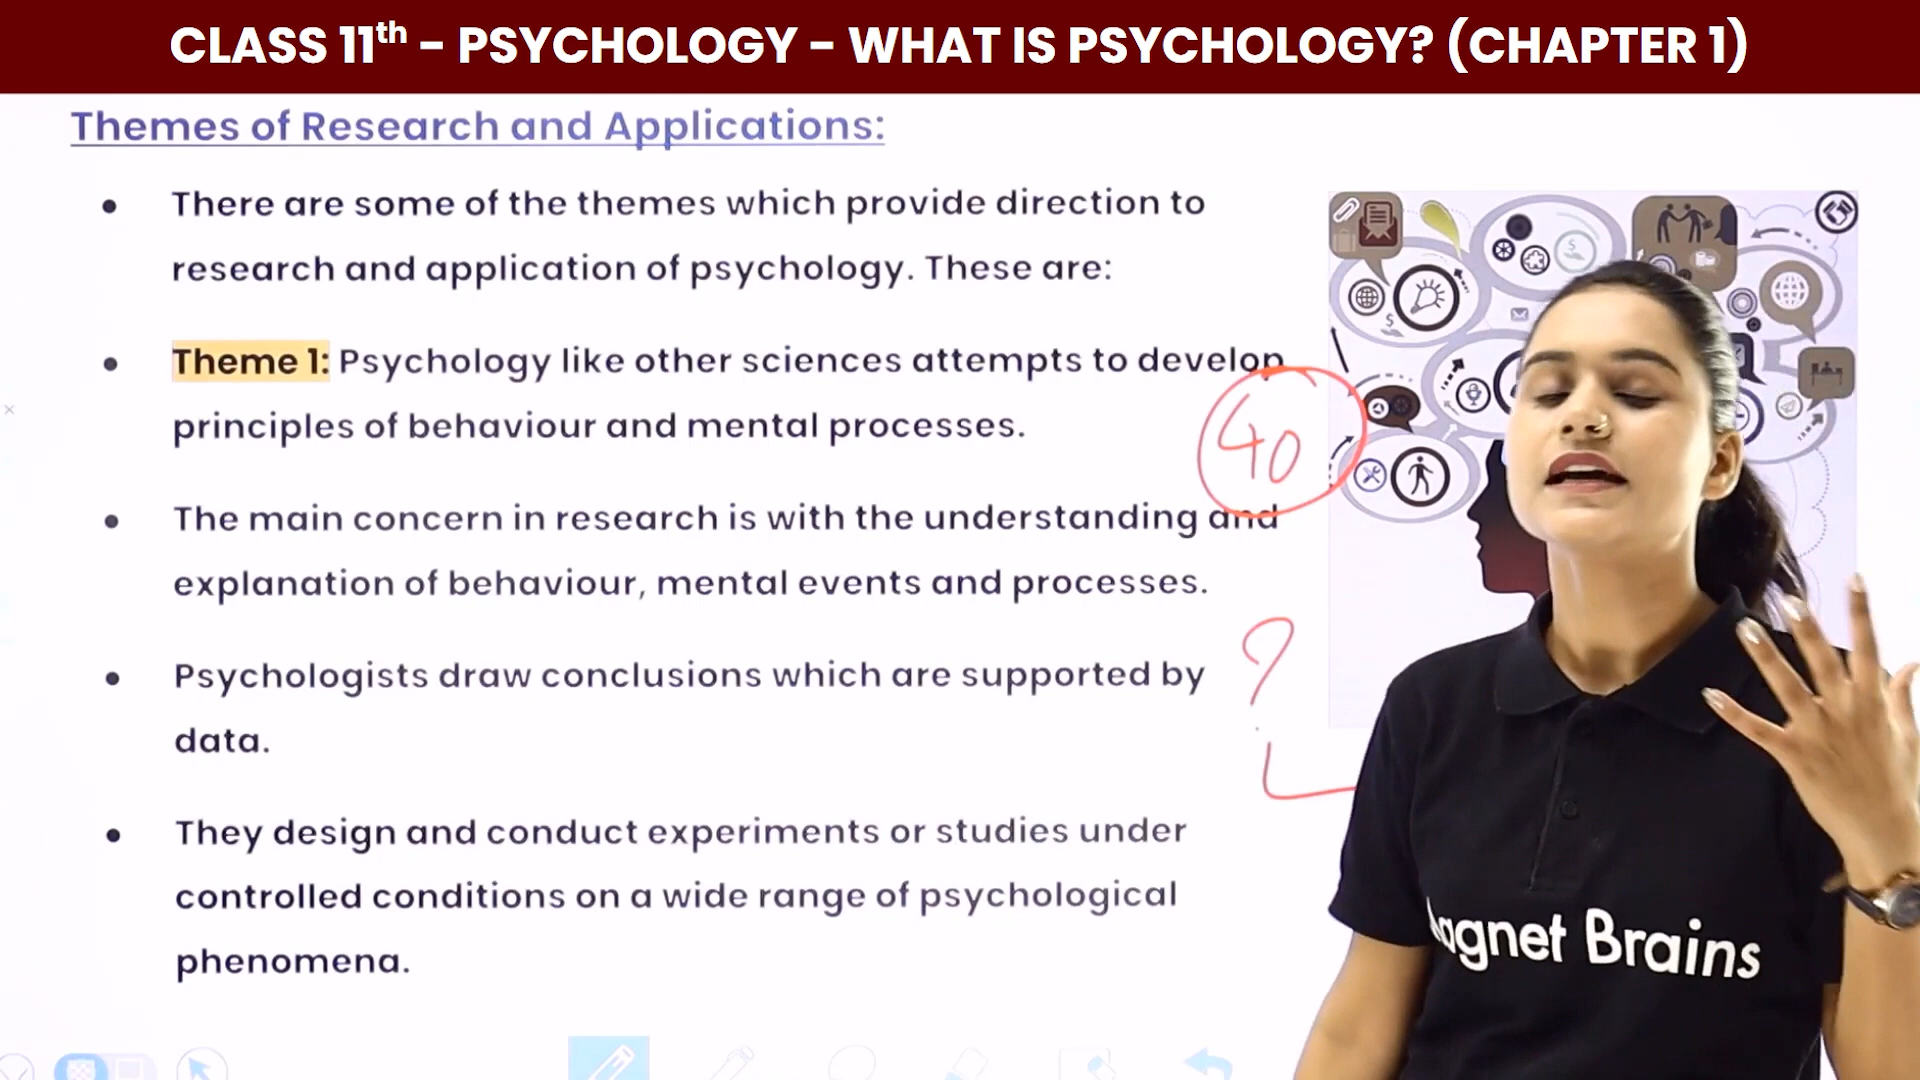 CLASS 11th – PSYCHOLOGY – WHAT IS PSYCHOLOGY? (CHAPTER 1)
Themes of Research and Applications:
• There are some of the themes which provide direction to
research and application of psychology. These are:
• Theme 1: Psychology like other sciences attempts to develop
principles of behaviour and mental processes.
40
• The main concern in research is with the understanding and
explanation of behaviour, mental events and processes.
?
• Psychologists draw conclusions which are supported by
data.
• They design and conduct experiments or studies under
controlled conditions on a wide range of psychological
phenomena.
Brains